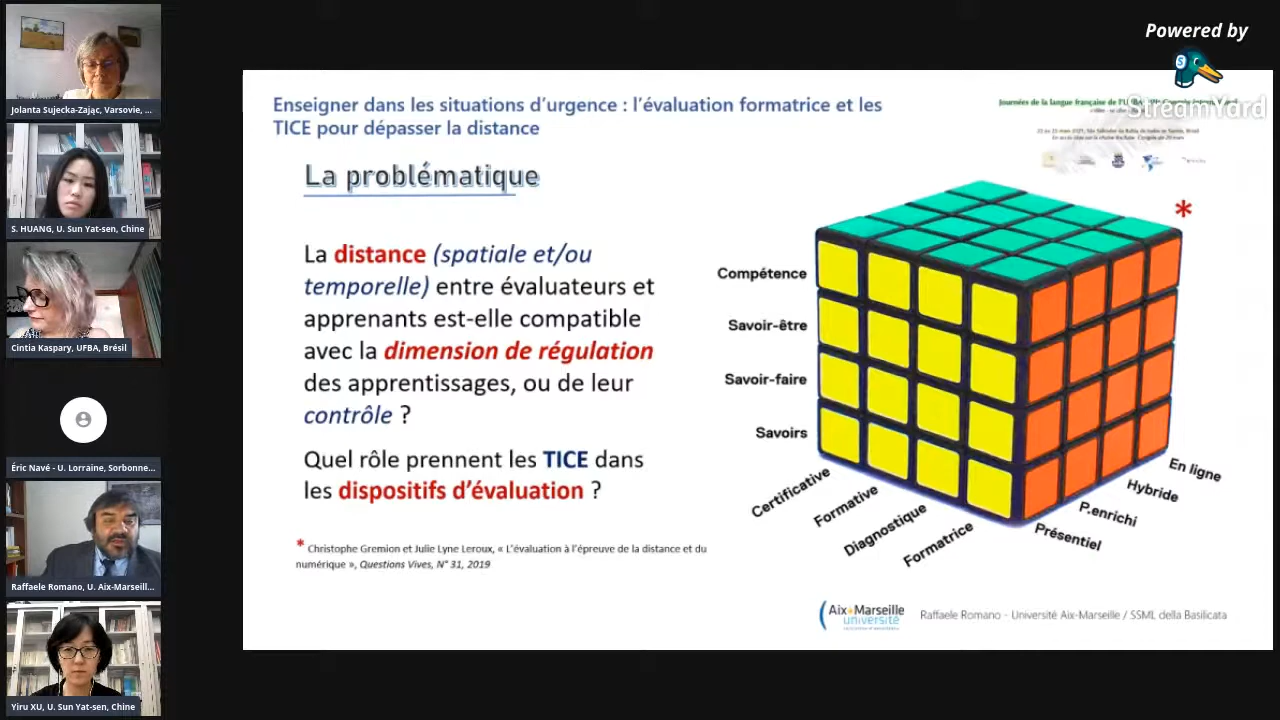 Jolanta Sujecka-Zając, Varsovie, ...
S. HUANG, U. Sun Yat-sen, Chine
Cintia Kaspary, UFBA, Brésil
Éric Navé - U. Lorraine, Sorbonne...
Raffaele Romano, U. Aix-Marseill...
Yiru XU, U. Sun Yat-sen, Chine
Powered by
StreamYard
Enseigner dans les situations d'urgence : l'évaluation formatrice et les
TICE pour dépasser la distance
Journées de la langue française de
La problématique
La distance (spatiale et/ou
temporelle) entre évaluateurs et
apprenants est-elle compatible
avec la dimension de régulation
des apprentissages, ou de leur
contrôle ?
Quel rôle prennent les TICE dans
les dispositifs d'évaluation ?
* Christophe Gremion et Julie Lyne Leroux, « L'évaluation à l'épreuve de la distance et du
numérique », Questions Vives, N° 31, 2019
*
Compétence
Savoir-être
Savoir-faire
Savoirs
Certificative
Formative
Diagnostique
Formatrice
En ligne
Hybride
P.enrichi
Présentiel
Aix+Marseille
université
Raffaele Romano - Université Aix-Marseille / SSML della Basilicata